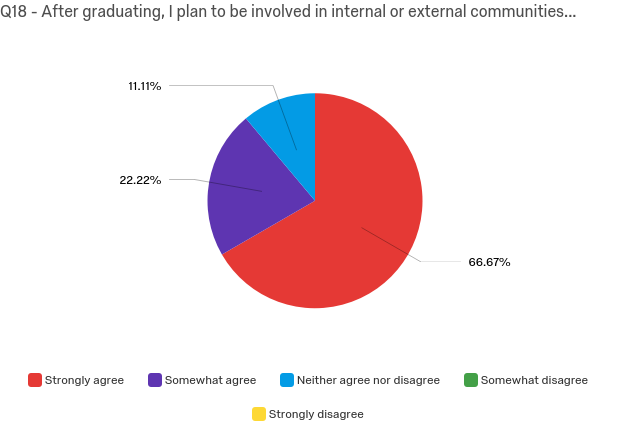 Q18 - After graduating, I plan to be involved in internal or external communities...
11.11%
22.22%
66.67%
Strongly agree
Somewhat agree
Neither agree nor disagree
Somewhat disagree
Strongly disagree